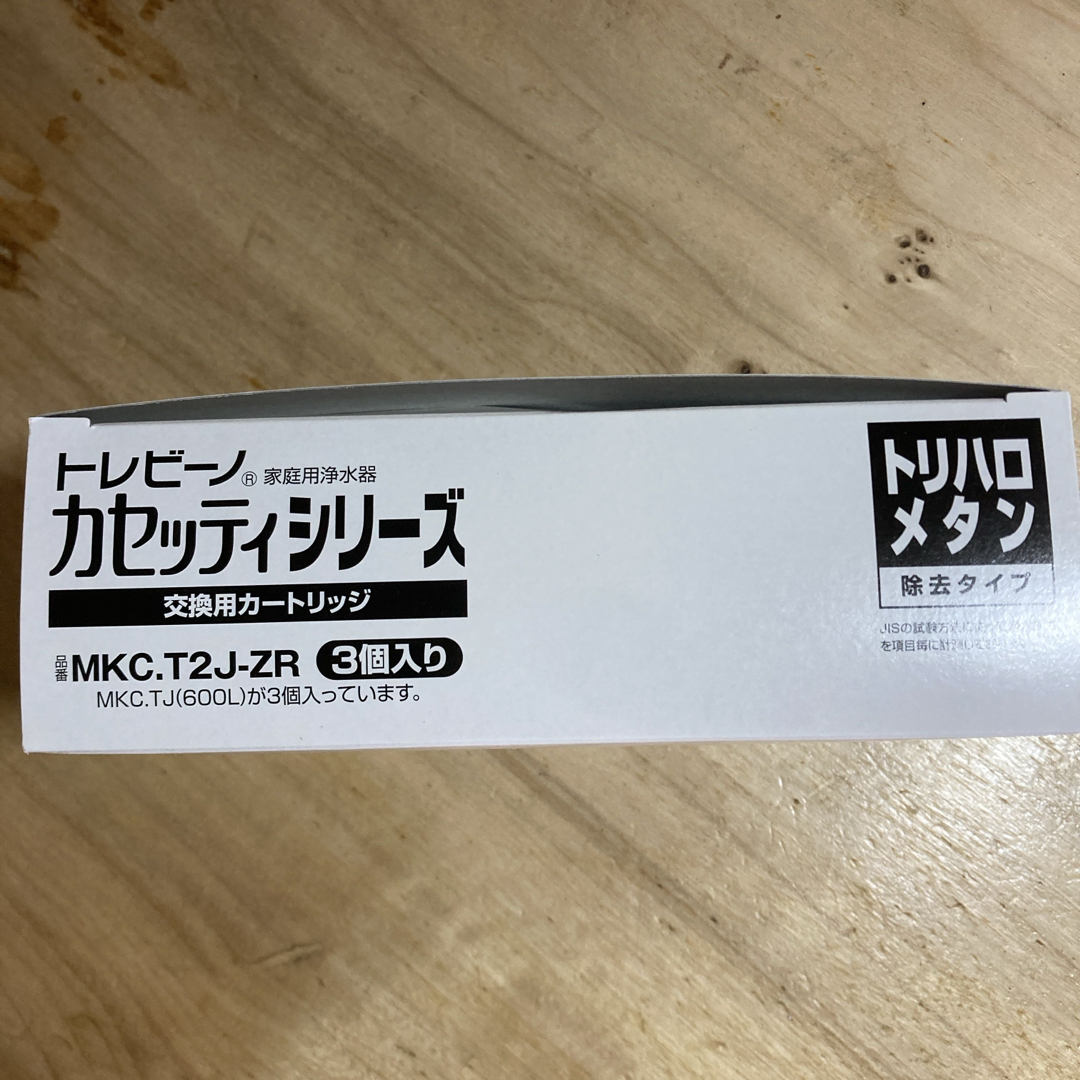 トレビーノ® 家庭用浄水器
カセッティシリーズ
交換用カートリッジ
品番 MKC.T2J-ZR 3個入り
MKC.TJ(600L)が3個入っています。
トリハロ
メタン
除去タイプ
JISの試験方法
を項目毎に